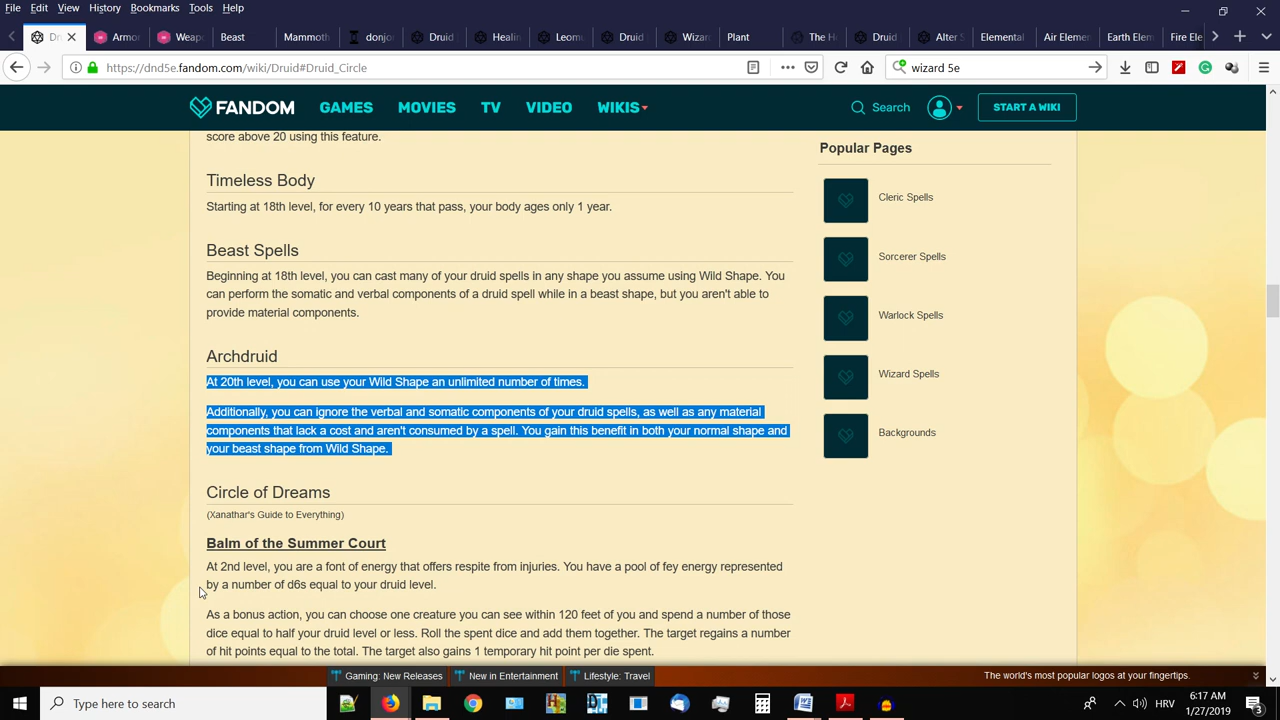 File Edit View History Bookmarks Tools Help
Dr Armor Weap Beast Mammoth donjo Druid Healin Leomu Druid Wizar Plant The H Druid Alter S Elemental Air Elemer Earth Elem Fire Ele
https://dnd5e.fandom.com/wiki/Druid#Druid_Circle
wizard 5e
FANDOM GAMES MOVIES TV VIDEO WIKIS Search START A WIKI
score above 20 using this feature.
Timeless Body
Starting at 18th level, for every 10 years that pass, your body ages only 1 year.
Beast Spells
Beginning at 18th level, you can cast many of your druid spells in any shape you assume using Wild Shape. You
can perform the somatic and verbal components of a druid spell while in a beast shape, but you aren't able to
provide material components.
Archdruid
At 20th level, you can use your Wild Shape an unlimited number of times.
Additionally, you can ignore the verbal and somatic components of your druid spells, as well as any material
components that lack a cost and aren't consumed by a spell. You gain this benefit in both your normal shape and
your beast shape from Wild Shape.
Circle of Dreams
(Xanathar's Guide to Everything)
Balm of the Summer Court
At 2nd level, you are a font of energy that offers respite from injuries. You have a pool of fey energy represented
by a number of d6s equal to your druid level.
As a bonus action, you can choose one creature you can see within 120 feet of you and spend a number of those
dice equal to half your druid level or less. Roll the spent dice and add them together. The target regains a number
of hit points equal to the total. The target also gains 1 temporary hit point per die spent.
Popular Pages
Cleric Spells
Sorcerer Spells
Warlock Spells
Wizard Spells
Backgrounds
Gaming: New Releases New in Entertainment Lifestyle: Travel The world's most popular logos at your fingertips.
Type here to search
HRV
6:17 AM
1/27/2019
3